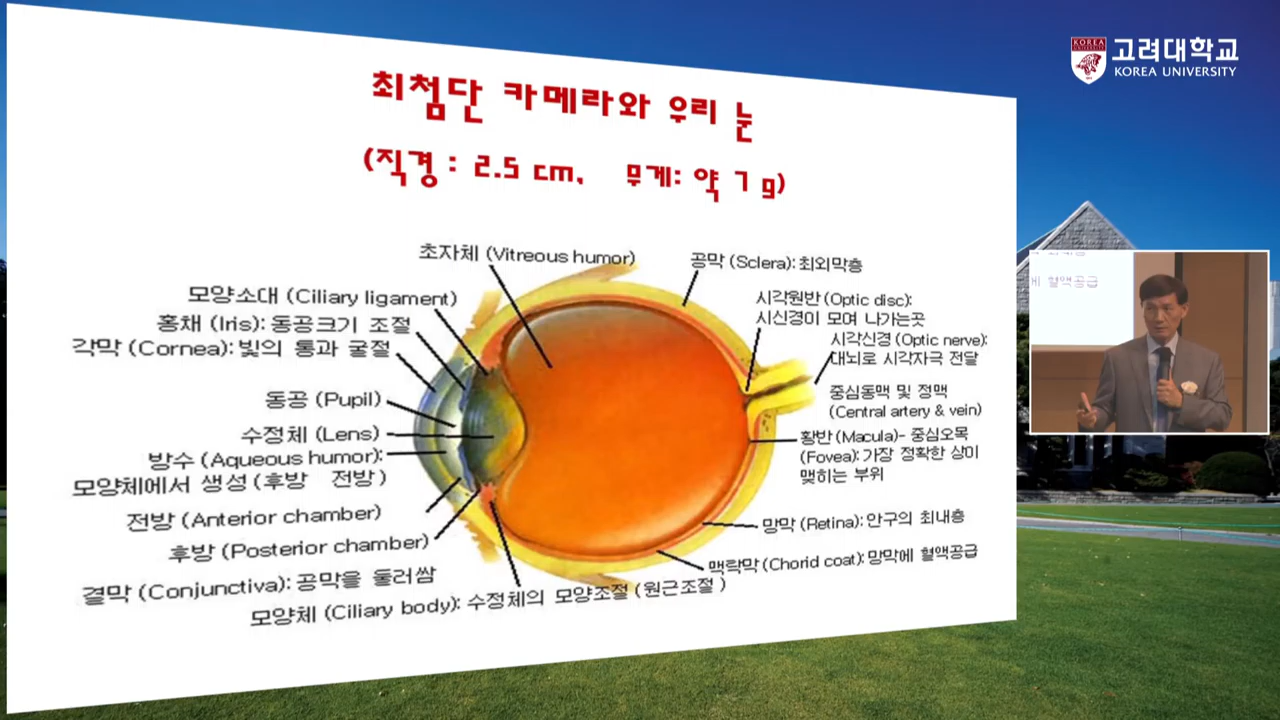 최첨단 카메라와 우리 눈
(직경 : 2.5 cm, 무게: 약 7 g)
초자체 (Vitreous humor)
모양소대 (Ciliary ligament)
홍채 (Iris): 동공크기 조절
각막 (Cornea): 빛의 통과 굴절
동공 (Pupil)
수정체 (Lens)
방수 (Aqueous humor):
모양체에서 생성 (후방 전방)
전방 (Anterior chamber)
후방 (Posterior chamber)
결막 (Conjunctiva): 공막을 둘러쌈
모양체 (Ciliary body): 수정체의 모양조절 (원근조절)
공막 (Sclera): 최외막층
시각원반 (Optic disc):
시신경이 모여 나가는곳
시각신경 (Optic nerve):
대뇌로 시각자극 전달
중심동맥 및 정맥
(Central artery & vein)
황반 (Macula)- 중심오목
(Fovea): 가장 정확한 상이
맺히는 부위
망막 (Retina): 안구의 최내층
맥락막 (Chorid coat): 망막에 혈액공급
KOREA
고려대학교
KOREA UNIVERSITY
에 혈액공급